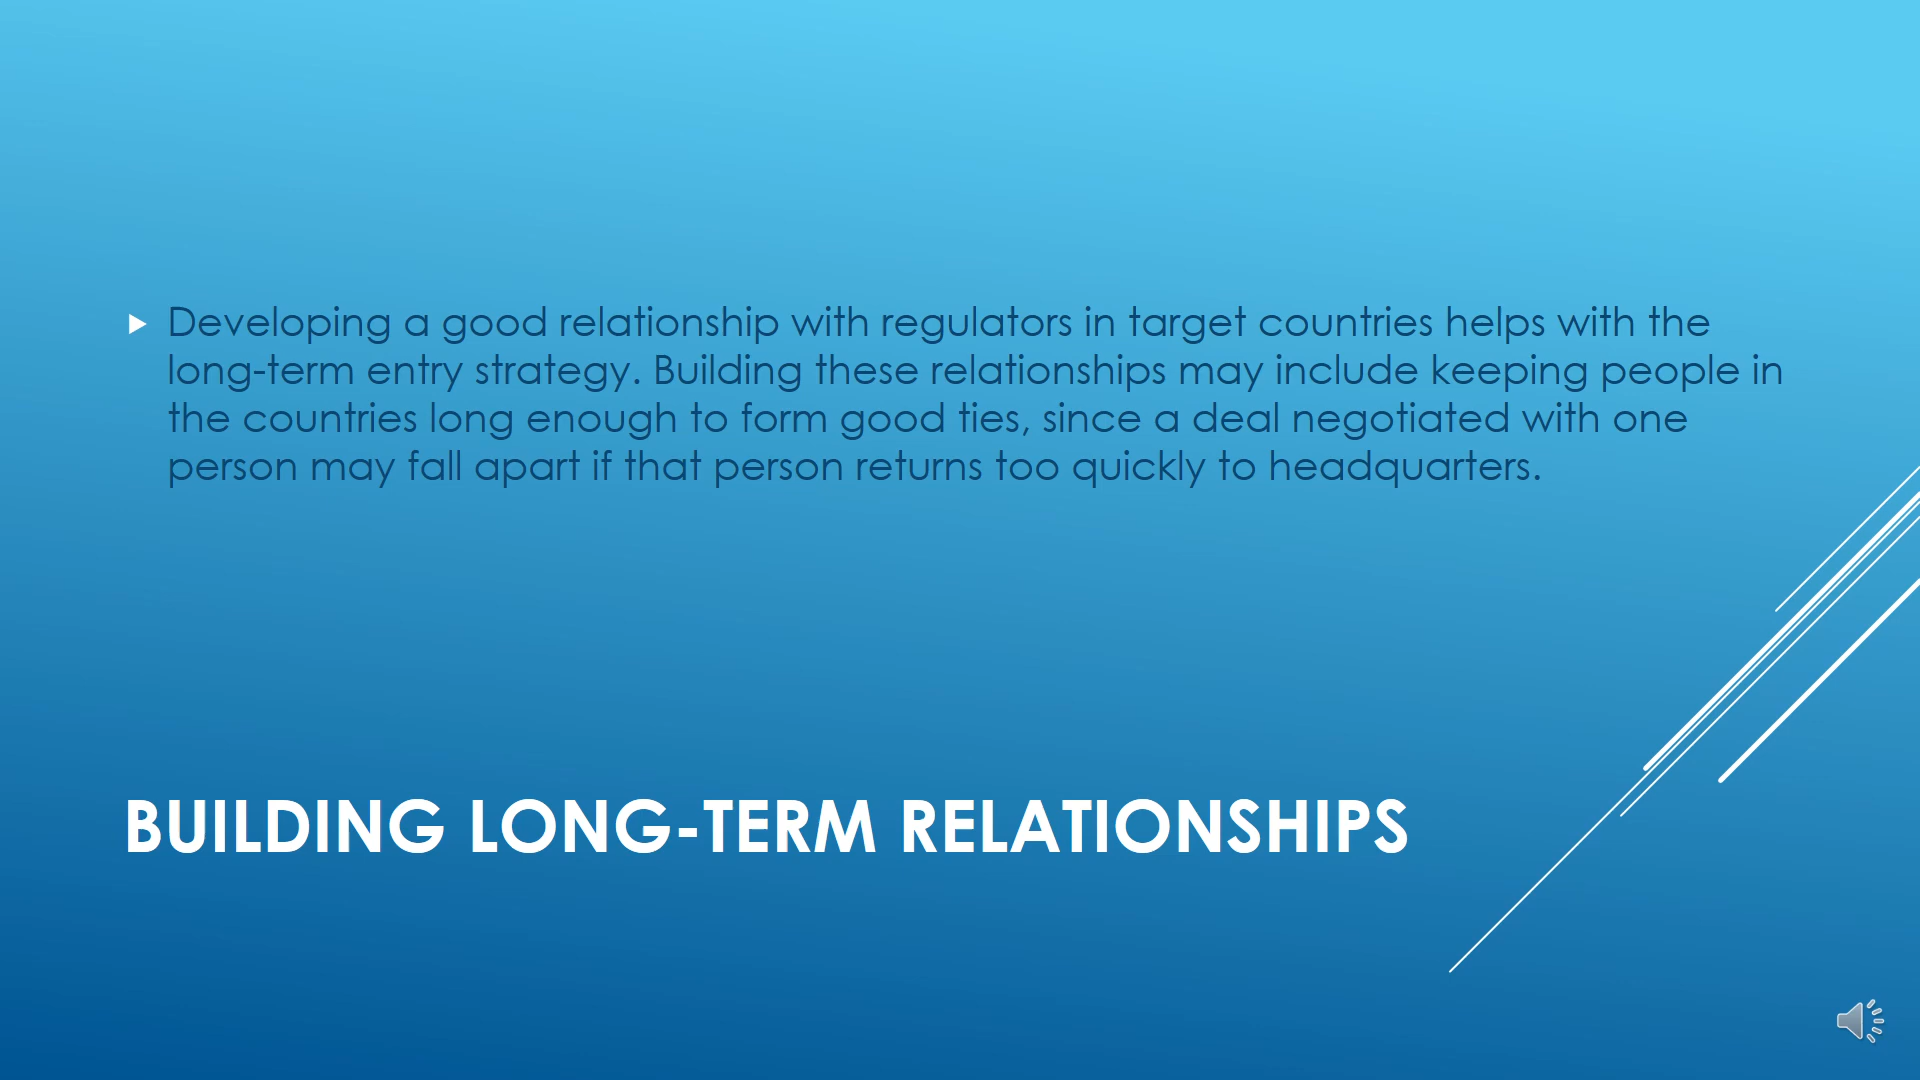 Developing a good relationship with regulators in target countries helps with the
long-term entry strategy. Building these relationships may include keeping people in
the countries long enough to form good ties, since a deal negotiated with one
person may fall apart if that person returns too quickly to headquarters.
BUILDING LONG-TERM RELATIONSHIPS